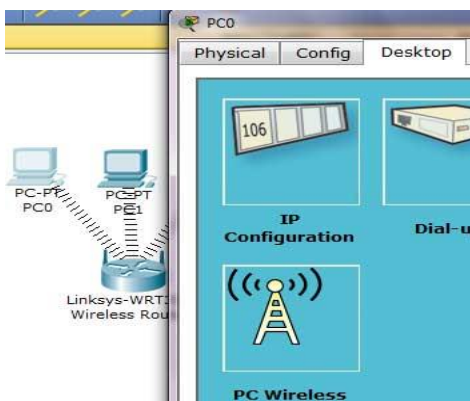 PC0
Physical
Config
Desktop
106
IP
Configuration
Dial-u
PC Wireless
PC-PT
PC0
PC-PT
PC1
Linksys-WRT3
Wireless Rou